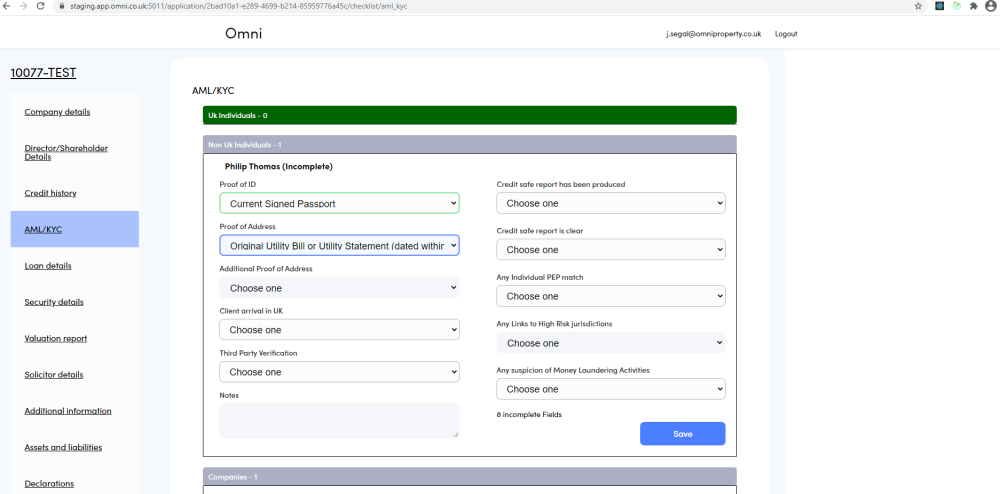 staging.app.omni.co.uk:5011/application/2bad10a1-e289-4699-b214-85959776a45c/checklist/aml_kyc
Omni
j.segal@omniproperty.co.uk
Logout
10077-TEST
Company details
Director/Shareholder
Details
Credit history
AML/KYC
Loan details
Security details
Valuation report
Solicitor details
Additional information
Assets and liabilities
Declarations
AML/KYC
Uk Individuals - 0
Non Uk Individuals - 1
Philip Thomas (Incomplete)
Proof of ID
Current Signed Passport
Proof of Address
Original Utility Bill or Utility Statement (dated withir
Additional Proof of Address
Choose one
Client arrival in UK
Choose one
Third Party Verification
Choose one
Notes
Credit safe report has been produced
Choose one
Credit safe report is clear
Choose one
Any Individual PEP match
Choose one
Any Links to High Risk jurisdictions
Choose one
Any suspicion of Money Laundering Activities
Choose one
8 incomplete Fields
Save
Companies - 1